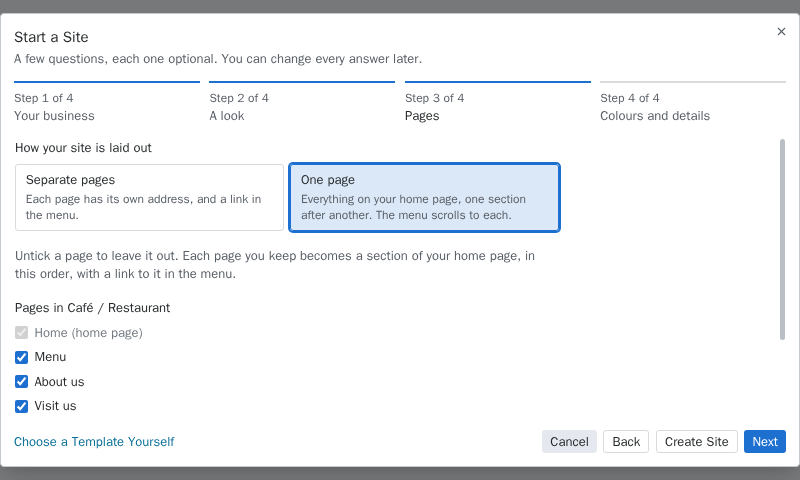 Start a Site
A few questions, each one optional. You can change every answer later.
Step 1 of 4
Your business
Step 2 of 4
A look
Step 3 of 4
Pages
Step 4 of 4
Colours and details
How your site is laid out
Separate pages
Each page has its own address, and a link in
the menu.
One page
Everything on your home page, one section
after another. The menu scrolls to each.
Untick a page to leave it out. Each page you keep becomes a section of your home page, in
this order, with a link to it in the menu.
Pages in Café / Restaurant
Home (home page)
Menu
About us
Visit us
Choose a Template Yourself
Cancel
Back
Create Site
Next